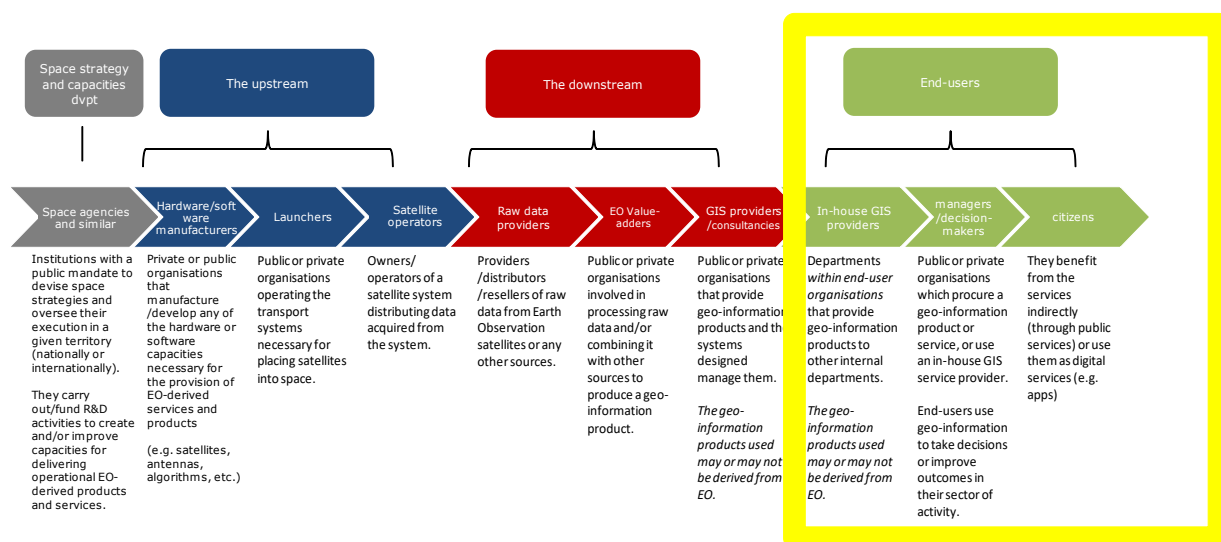 Space strategy
and capacities
dvpt
The upstream
The downstream
End-users
Space agencies
and similar
Hardware/soft
ware
manufacturers
Launchers
Satellite
operators
Raw data
providers
EO Value-
adders
GIS providers
/consultancies
In-house GIS
providers
managers
/decision-
makers
citizens
Institutions with a
public mandate to
devise space
strategies and
oversee their
execution in a
given territory
(nationally or
internationally).
They carry
out/fund R&D
activities to create
and/or improve
capacities for
delivering
operational EO-
derived products
and services.
Private or public
organisations
that
manufacture
/develop any of
the hardware or
software
capacities
necessary for
the provision of
EO-derived
services and
products
(e.g. satellites,
antennas,
algorithms, etc.)
Public or private
organisations
operating the
transport
systems
necessary for
placing satellites
into space.
Owners/
operators of a
satellite system
distributing data
acquired from
the system.
Providers
/distributors
/resellers of raw
data from Earth
Observation
satellites or any
other sources.
Public or private
organisations
involved in
processing raw
data and/or
combining it
with other
sources to
produce a geo-
information
product.
Public or private
organisations
that provide
geo-information
products and the
systems
designed
manage them.
The geo-
information
products used
may or may not
be derived from
EO.
Departments
within end-user
organisations
that provide
geo-information
products to
other internal
departments.
The geo-
information
products used
may or may not
be derived from
EO.
Public or private
organisations
which procure a
geo-information
product or
service, or use
an in-house GIS
service provider.
End-users use
geo-information
to take decisions
or improve
outcomes in
their sector of
activity.
They benefit
from the
services
indirectly
(through public
services) or use
them as digital
services (e.g.
apps)